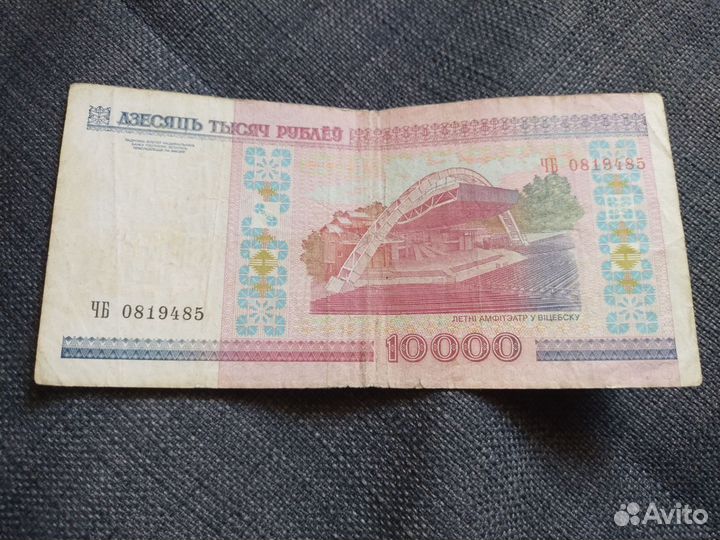 ДЗЕСЯЦЬ ТЫСЯЧ РУБЛЁЎ
ЧБ 0819485
ЧБ 0819485
ЛЕТНІ АМФІТЭАТР У ВІЦЕБСКУ
10000
Avito